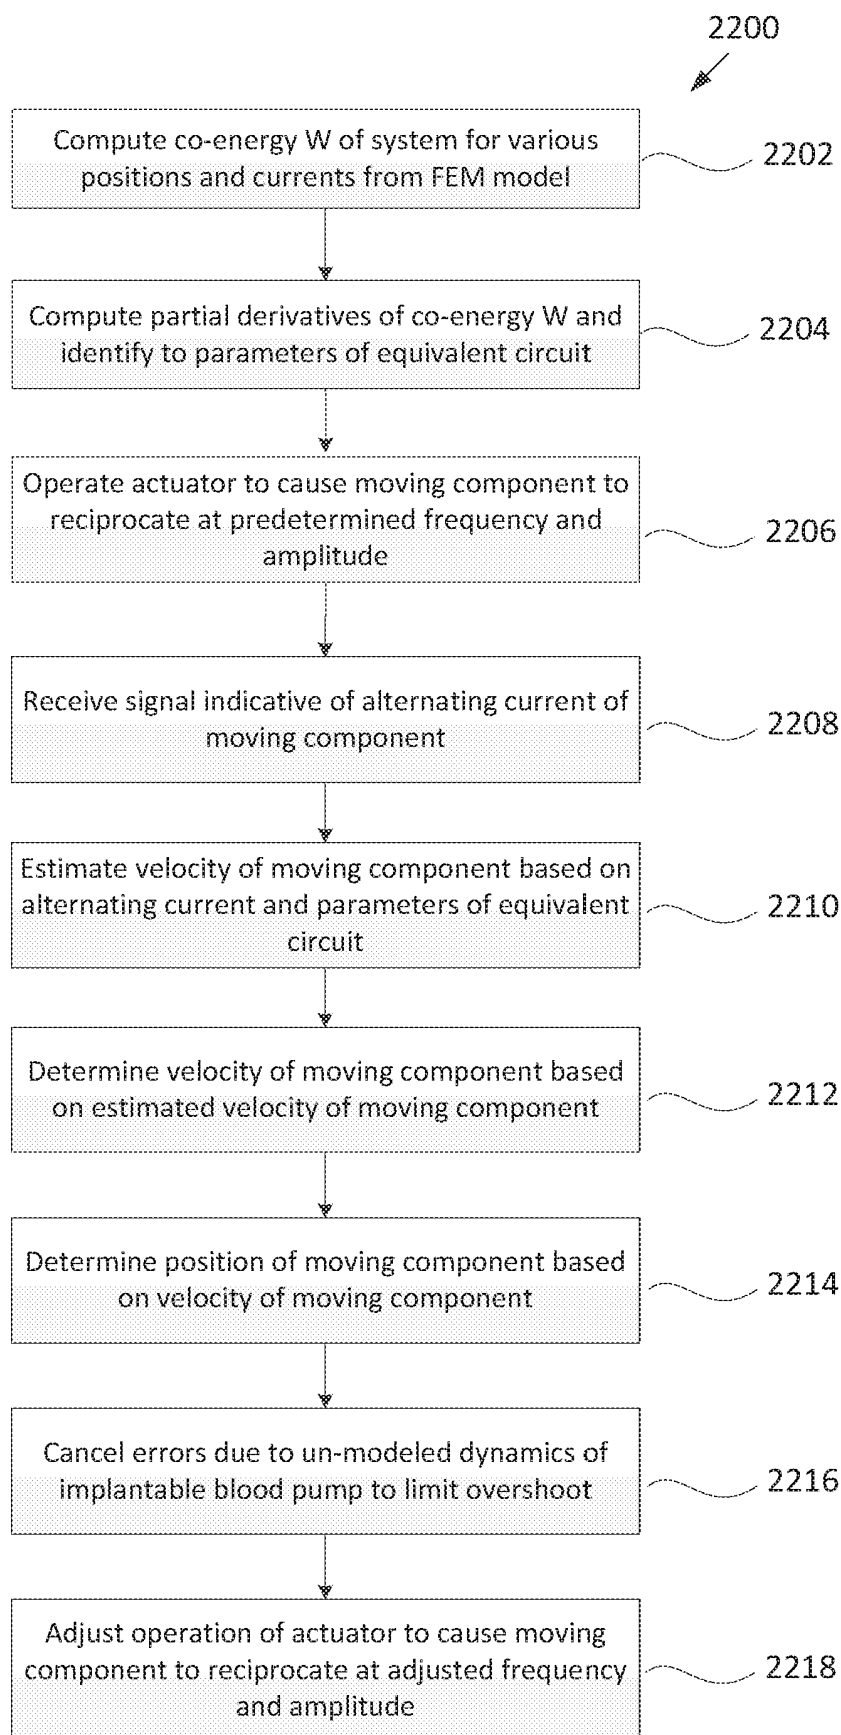 2200
Compute co-energy W of system for various
positions and currents from FEM model
2202
Compute partial derivatives of co-energy W and
identify to parameters of equivalent circuit
2204
Operate actuator to cause moving component to
reciprocate at predetermined frequency and
amplitude
2206
Receive signal indicative of alternating current of
moving component
2208
Estimate velocity of moving component based on
alternating current and parameters of equivalent
circuit
2210
Determine velocity of moving component based
on estimated velocity of moving component
2212
Determine position of moving component based
on velocity of moving component
2214
Cancel errors due to un-modeled dynamics of
implantable blood pump to limit overshoot
2216
Adjust operation of actuator to cause moving
component to reciprocate at adjusted frequency
and amplitude
2218